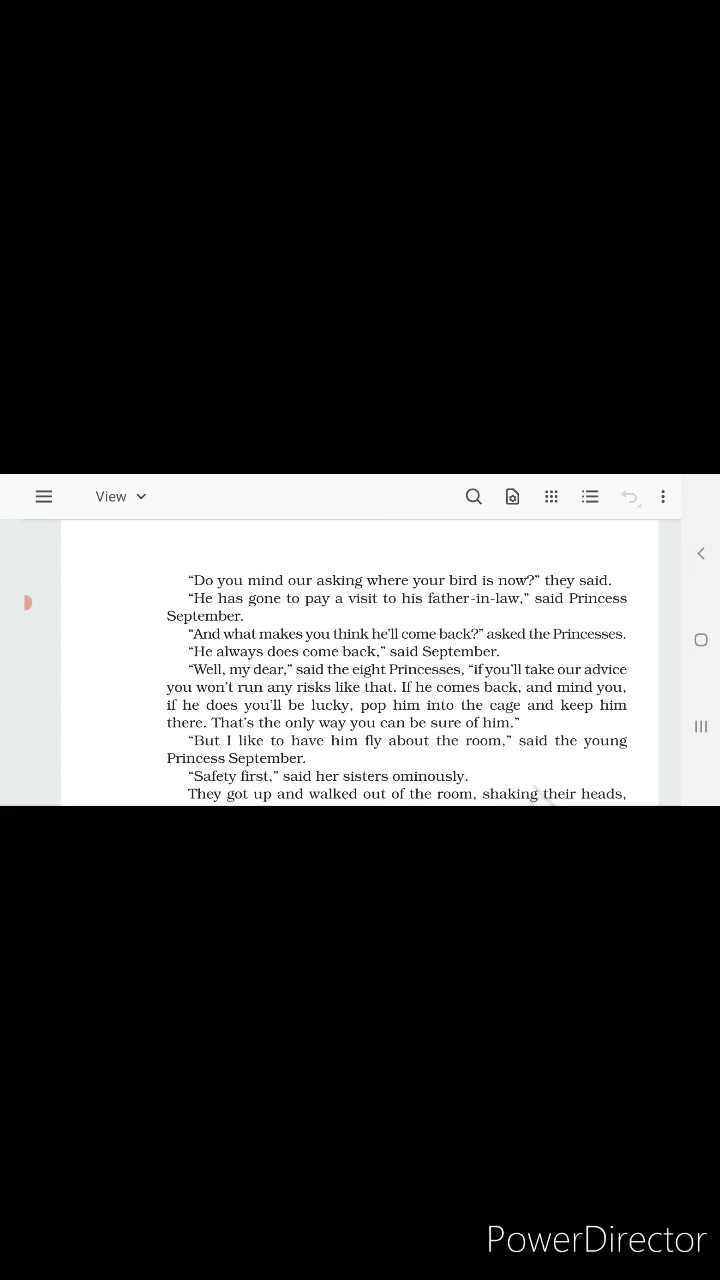 View
“Do you mind our asking where your bird is now?” they said.
“He has gone to pay a visit to his father-in-law,” said Princess
September.
“And what makes you think he’ll come back?” asked the Princesses.
“He always does come back,” said September.
“Well, my dear,” said the eight Princesses, “if you’ll take our advice
you won’t run any risks like that. If he comes back, and mind you,
if he does you’ll be lucky, pop him into the cage and keep him
there. That’s the only way you can be sure of him.”
“But I like to have him fly about the room,” said the young
Princess September.
“Safety first,” said her sisters ominously.
They got up and walked out of the room, shaking their heads,
PowerDirector